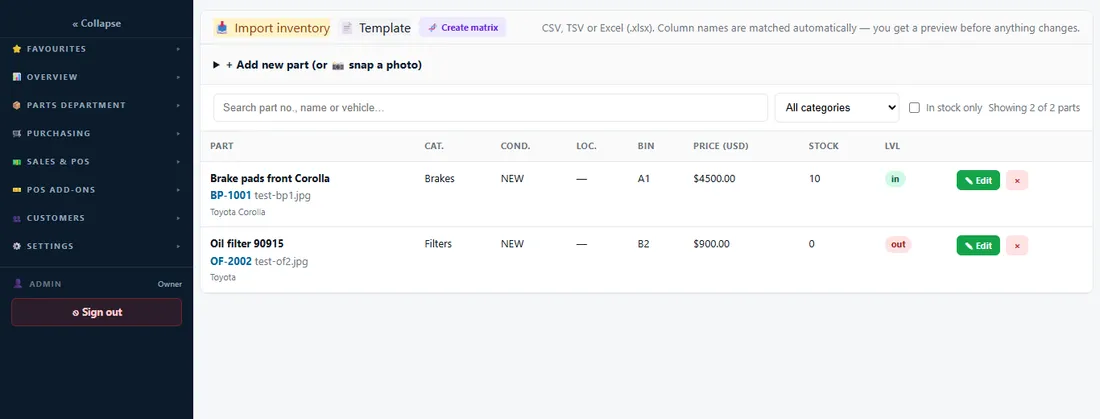 « Collapse
FAVOURITES
OVERVIEW
PARTS DEPARTMENT
PURCHASING
SALES & POS
POS ADD-ONS
CUSTOMERS
SETTINGS
ADMIN Owner
Sign out
Import inventory Template Create matrix CSV, TSV or Excel (.xlsx). Column names are matched automatically — you get a preview before anything changes.
+ Add new part (or 📷 snap a photo)
Search part no., name or vehicle... All categories In stock only Showing 2 of 2 parts
PART CAT. COND. LOC. BIN PRICE (USD) STOCK LVL
Brake pads front Corolla Brakes NEW — A1 $4500.00 10 in Edit ×
BP-1001 test-bp1.jpg
Toyota Corolla
Oil filter 90915 Filters NEW — B2 $900.00 0 out Edit ×
OF-2002 test-of2.jpg
Toyota